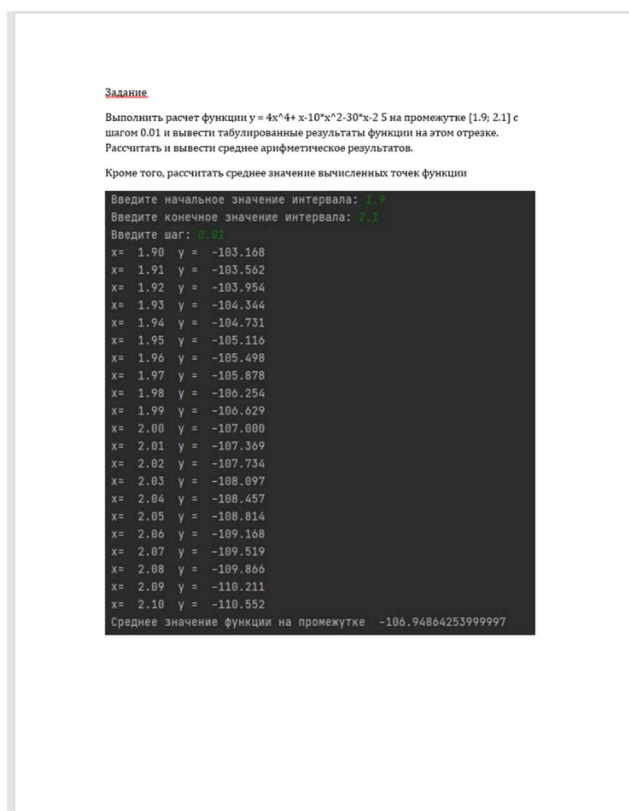 Задание
Выполнить расчет функции y = 4x^4+ x-10*x^2-30*x-2 5 на промежутке [1.9; 2.1] с
шагом 0.01 и вывести табулированные результаты функции на этом отрезке.
Рассчитать и вывести среднее арифметическое результатов.
Кроме того, рассчитать среднее значение вычисленных точек функции
Введите начальное значение интервала: 1.9
Введите конечное значение интервала: 2.1
Введите шаг: 0.01
x= 1.90 y = -103.168
x= 1.91 y = -103.562
x= 1.92 y = -103.954
x= 1.93 y = -104.344
x= 1.94 y = -104.731
x= 1.95 y = -105.116
x= 1.96 y = -105.498
x= 1.97 y = -105.878
x= 1.98 y = -106.254
x= 1.99 y = -106.629
x= 2.00 y = -107.000
x= 2.01 y = -107.369
x= 2.02 y = -107.734
x= 2.03 y = -108.097
x= 2.04 y = -108.457
x= 2.05 y = -108.814
x= 2.06 y = -109.168
x= 2.07 y = -109.519
x= 2.08 y = -109.866
x= 2.09 y = -110.211
x= 2.10 y = -110.552
Среднее значение функции на промежутке -106.94864253999997